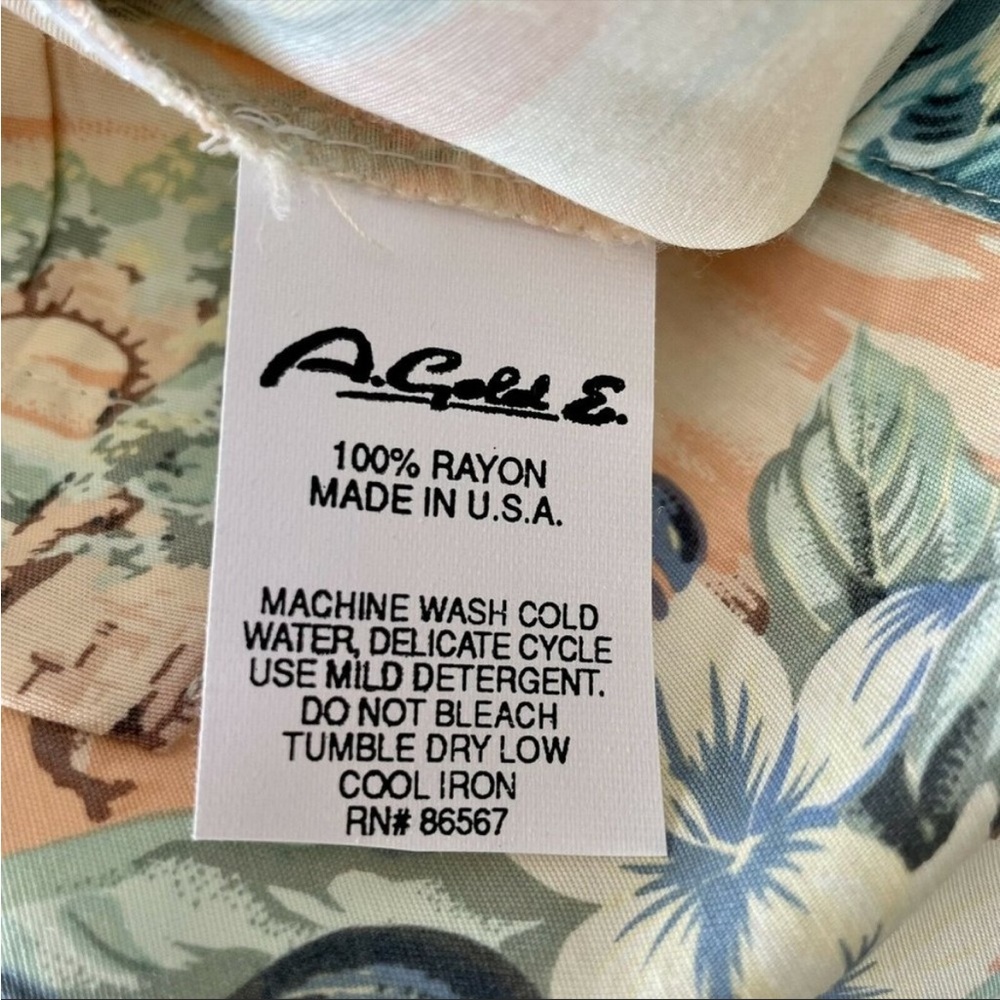 A. Gold E.
100% RAYON
MADE IN U.S.A.
MACHINE WASH COLD
WATER, DELICATE CYCLE
USE MILD DETERGENT.
DO NOT BLEACH
TUMBLE DRY LOW
COOL IRON
RN# 86567